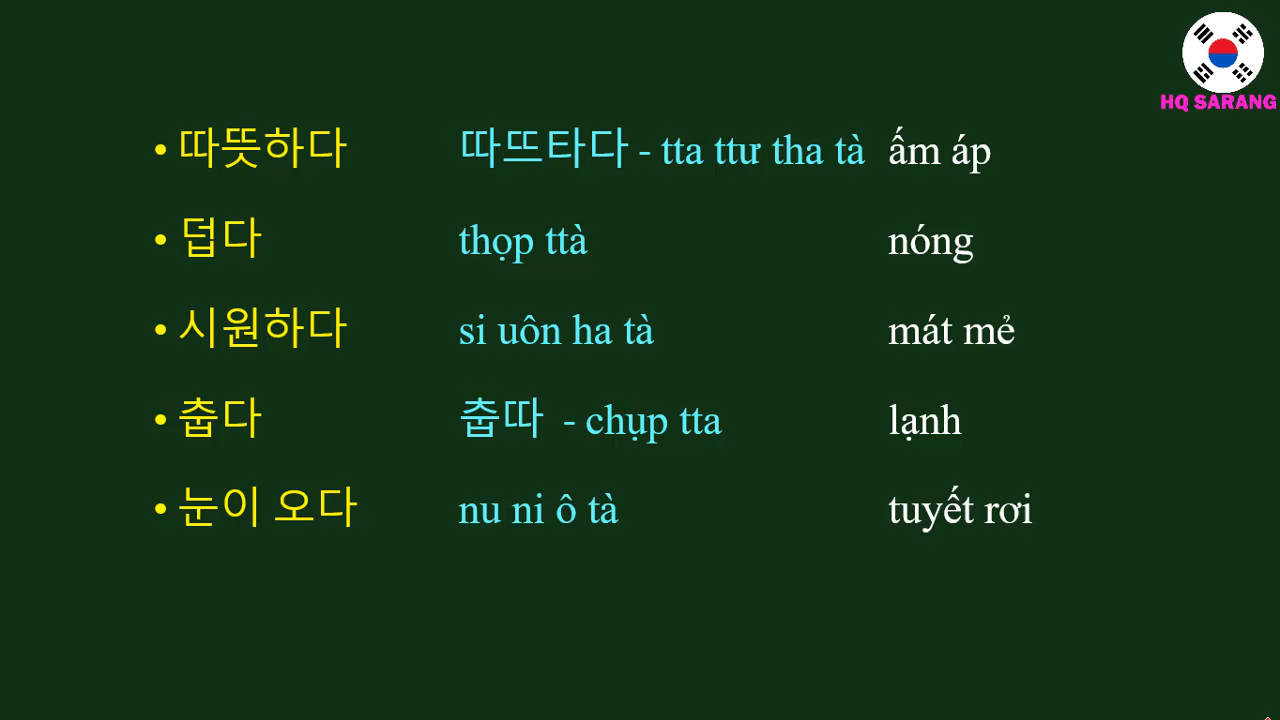 HQ SARANG
• 따뜻하다 따뜨타다 - tta ttư tha tà ấm áp
• 덥다 thọp ttà nóng
• 시원하다 si uôn ha tà mát mẻ
• 춥다 춥따 - chụp tta lạnh
• 눈이 오다 nu ni ô tà tuyết rơi